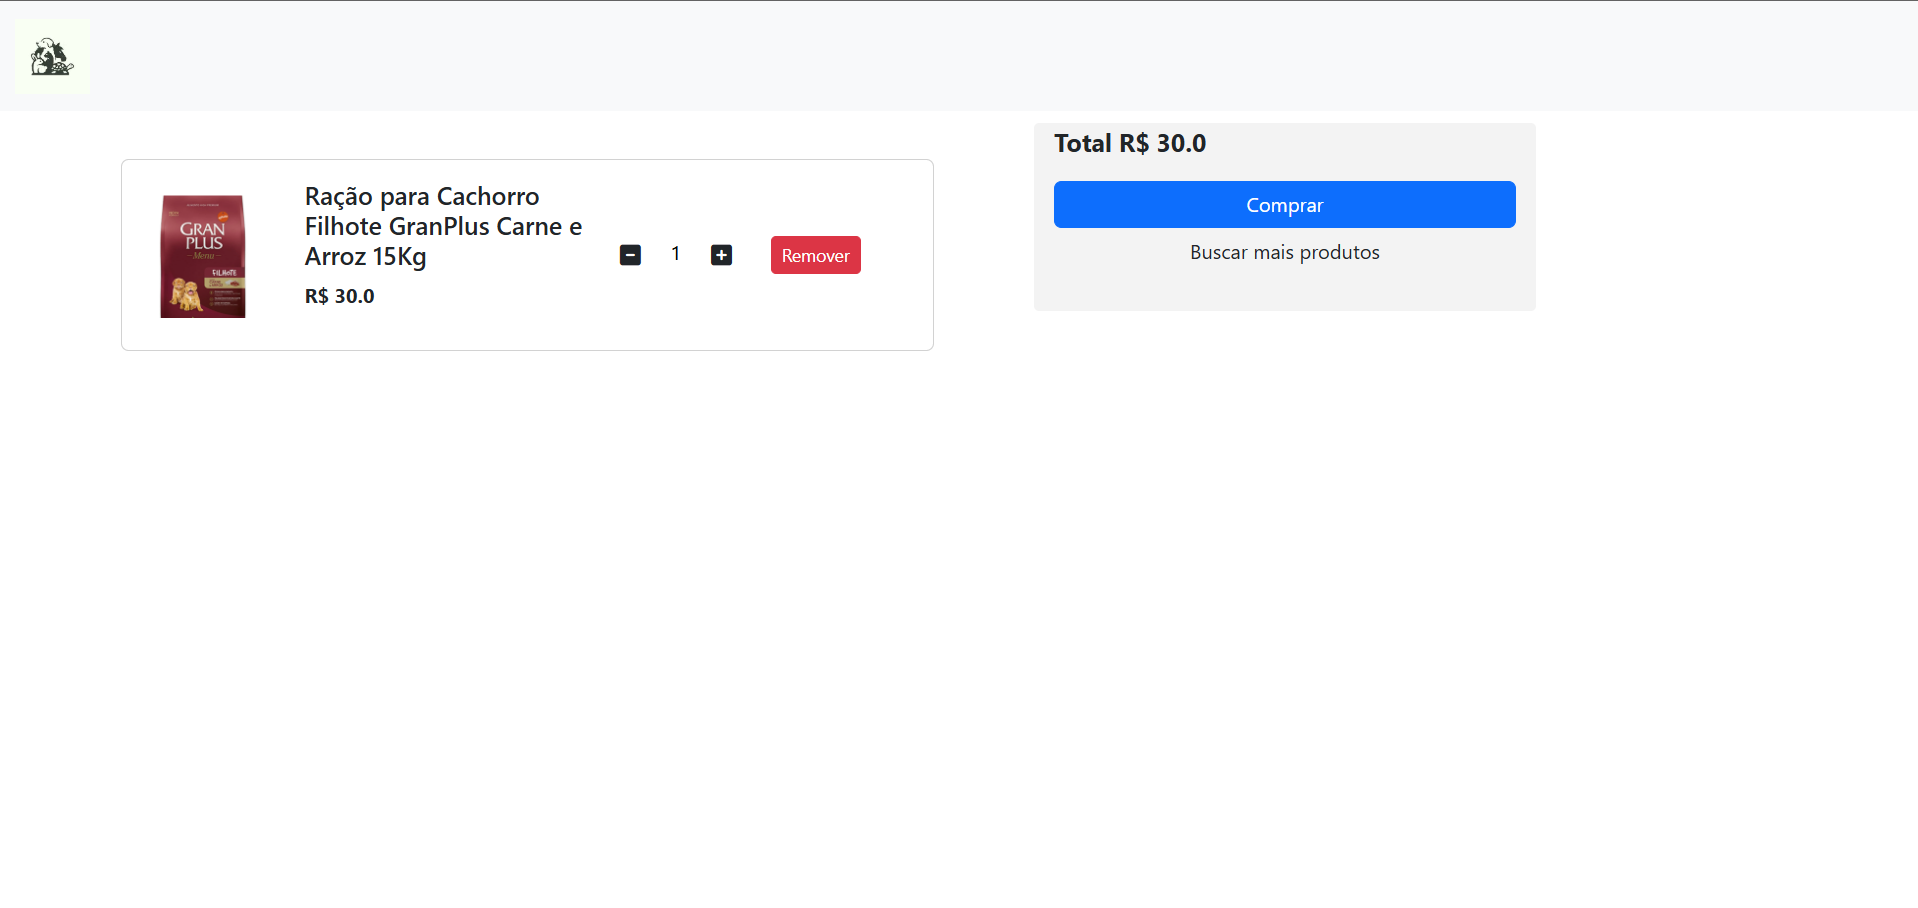 Ração para Cachorro
Filhote GranPlus Carne e
Arroz 15Kg
R$ 30.0
1
Remover
GRAN
PLUS
Menu
FILHOTE
Total R$ 30.0
Comprar
Buscar mais produtos